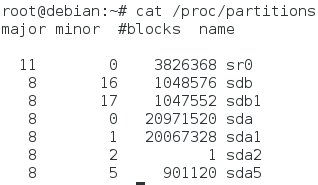 root@debian:~# cat /proc/partitions
major minor  #blocks  name

  11        0    3826368 sr0
   8       16    1048576 sdb
   8       17    1047552 sdb1
   8        0   20971520 sda
   8        1   20067328 sda1
   8        2          1 sda2
   8        5     901120 sda5